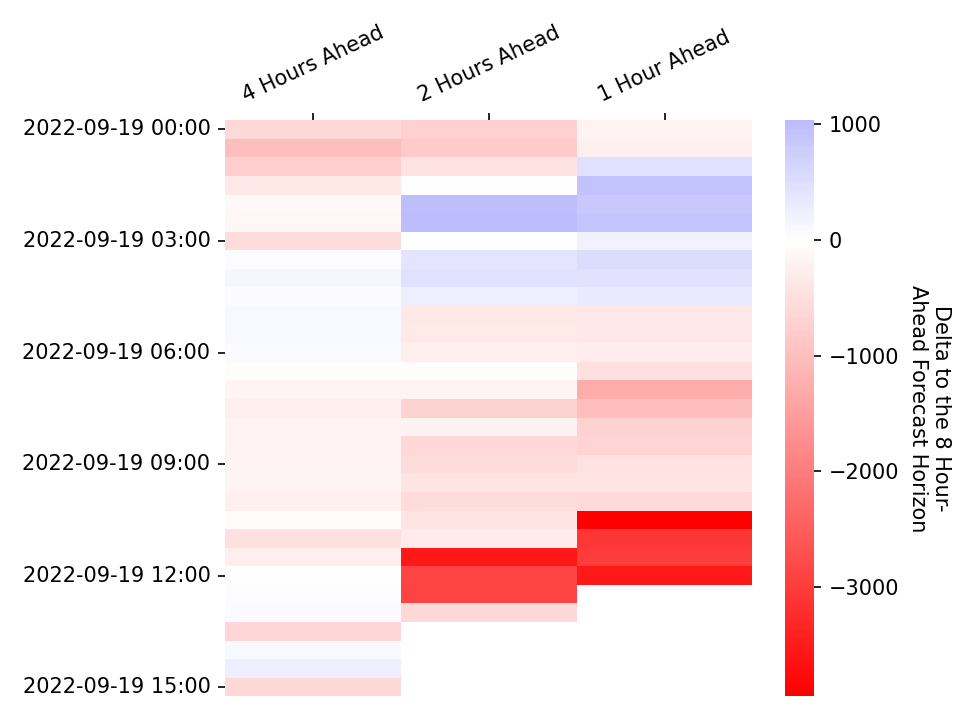 4 Hours Ahead
2 Hours Ahead
1 Hour Ahead
2022-09-19 00:00
2022-09-19 03:00
2022-09-19 06:00
2022-09-19 09:00
2022-09-19 12:00
2022-09-19 15:00
1000
0
−1000
−2000
−3000
Delta to the 8 Hour-
Ahead Forecast Horizon